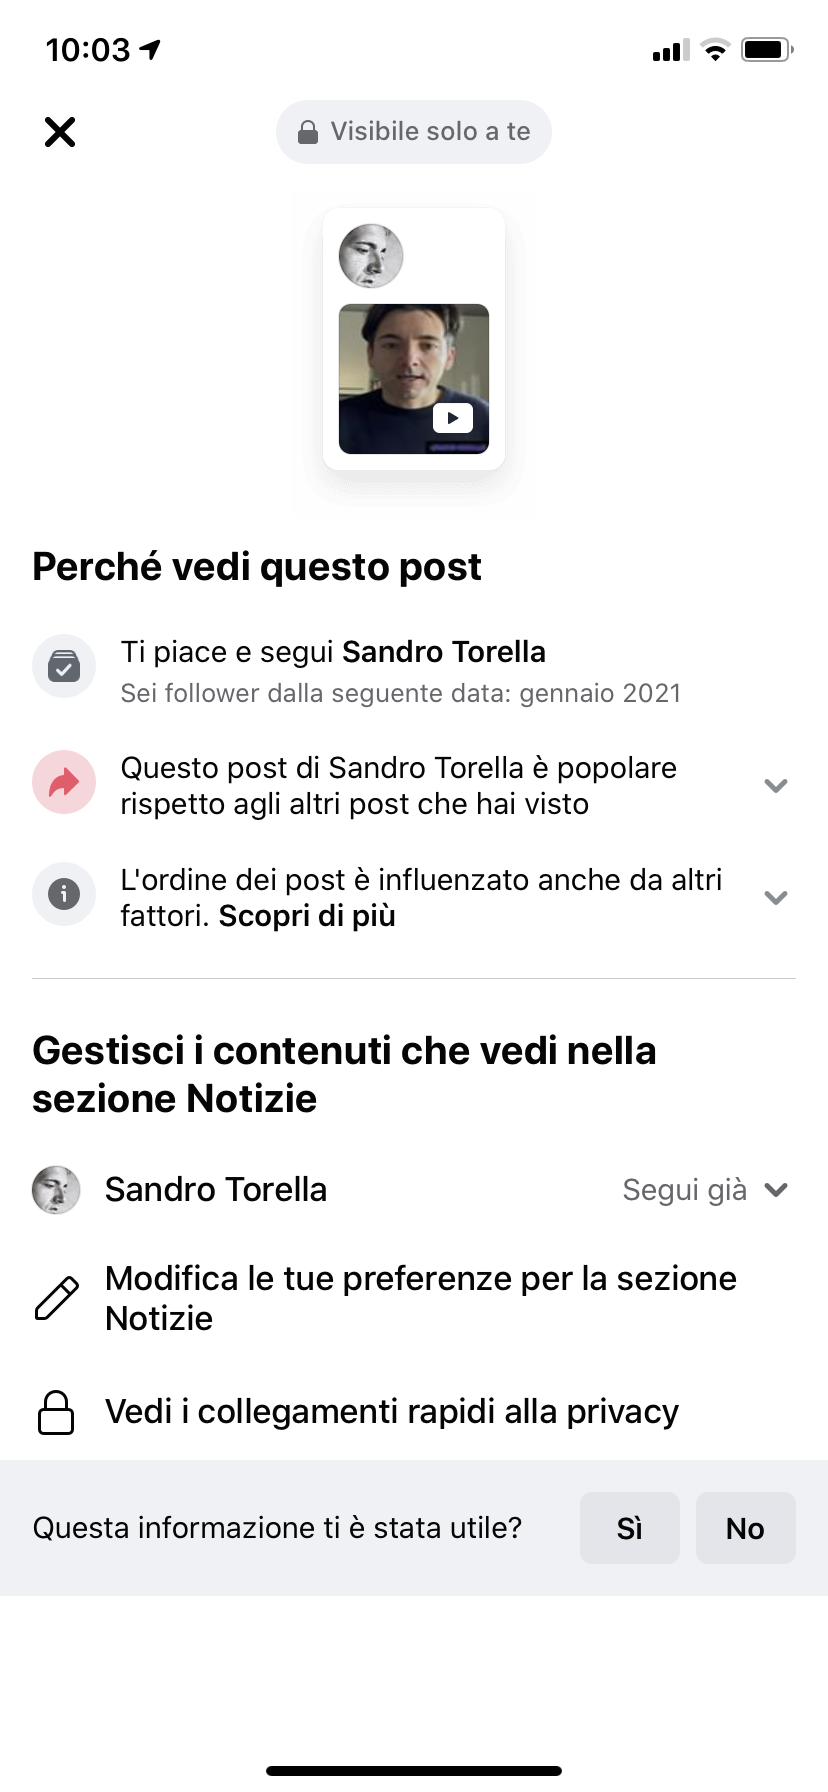 10:03
Visibile solo a te
Perché vedi questo post
Ti piace e segui Sandro Torella
Sei follower dalla seguente data: gennaio 2021
Questo post di Sandro Torella è popolare
rispetto agli altri post che hai visto
L'ordine dei post è influenzato anche da altri
fattori. Scopri di più
Gestisci i contenuti che vedi nella
sezione Notizie
Sandro Torella
Segui già
Modifica le tue preferenze per la sezione
Notizie
Vedi i collegamenti rapidi alla privacy
Questa informazione ti è stata utile?
Sì
No